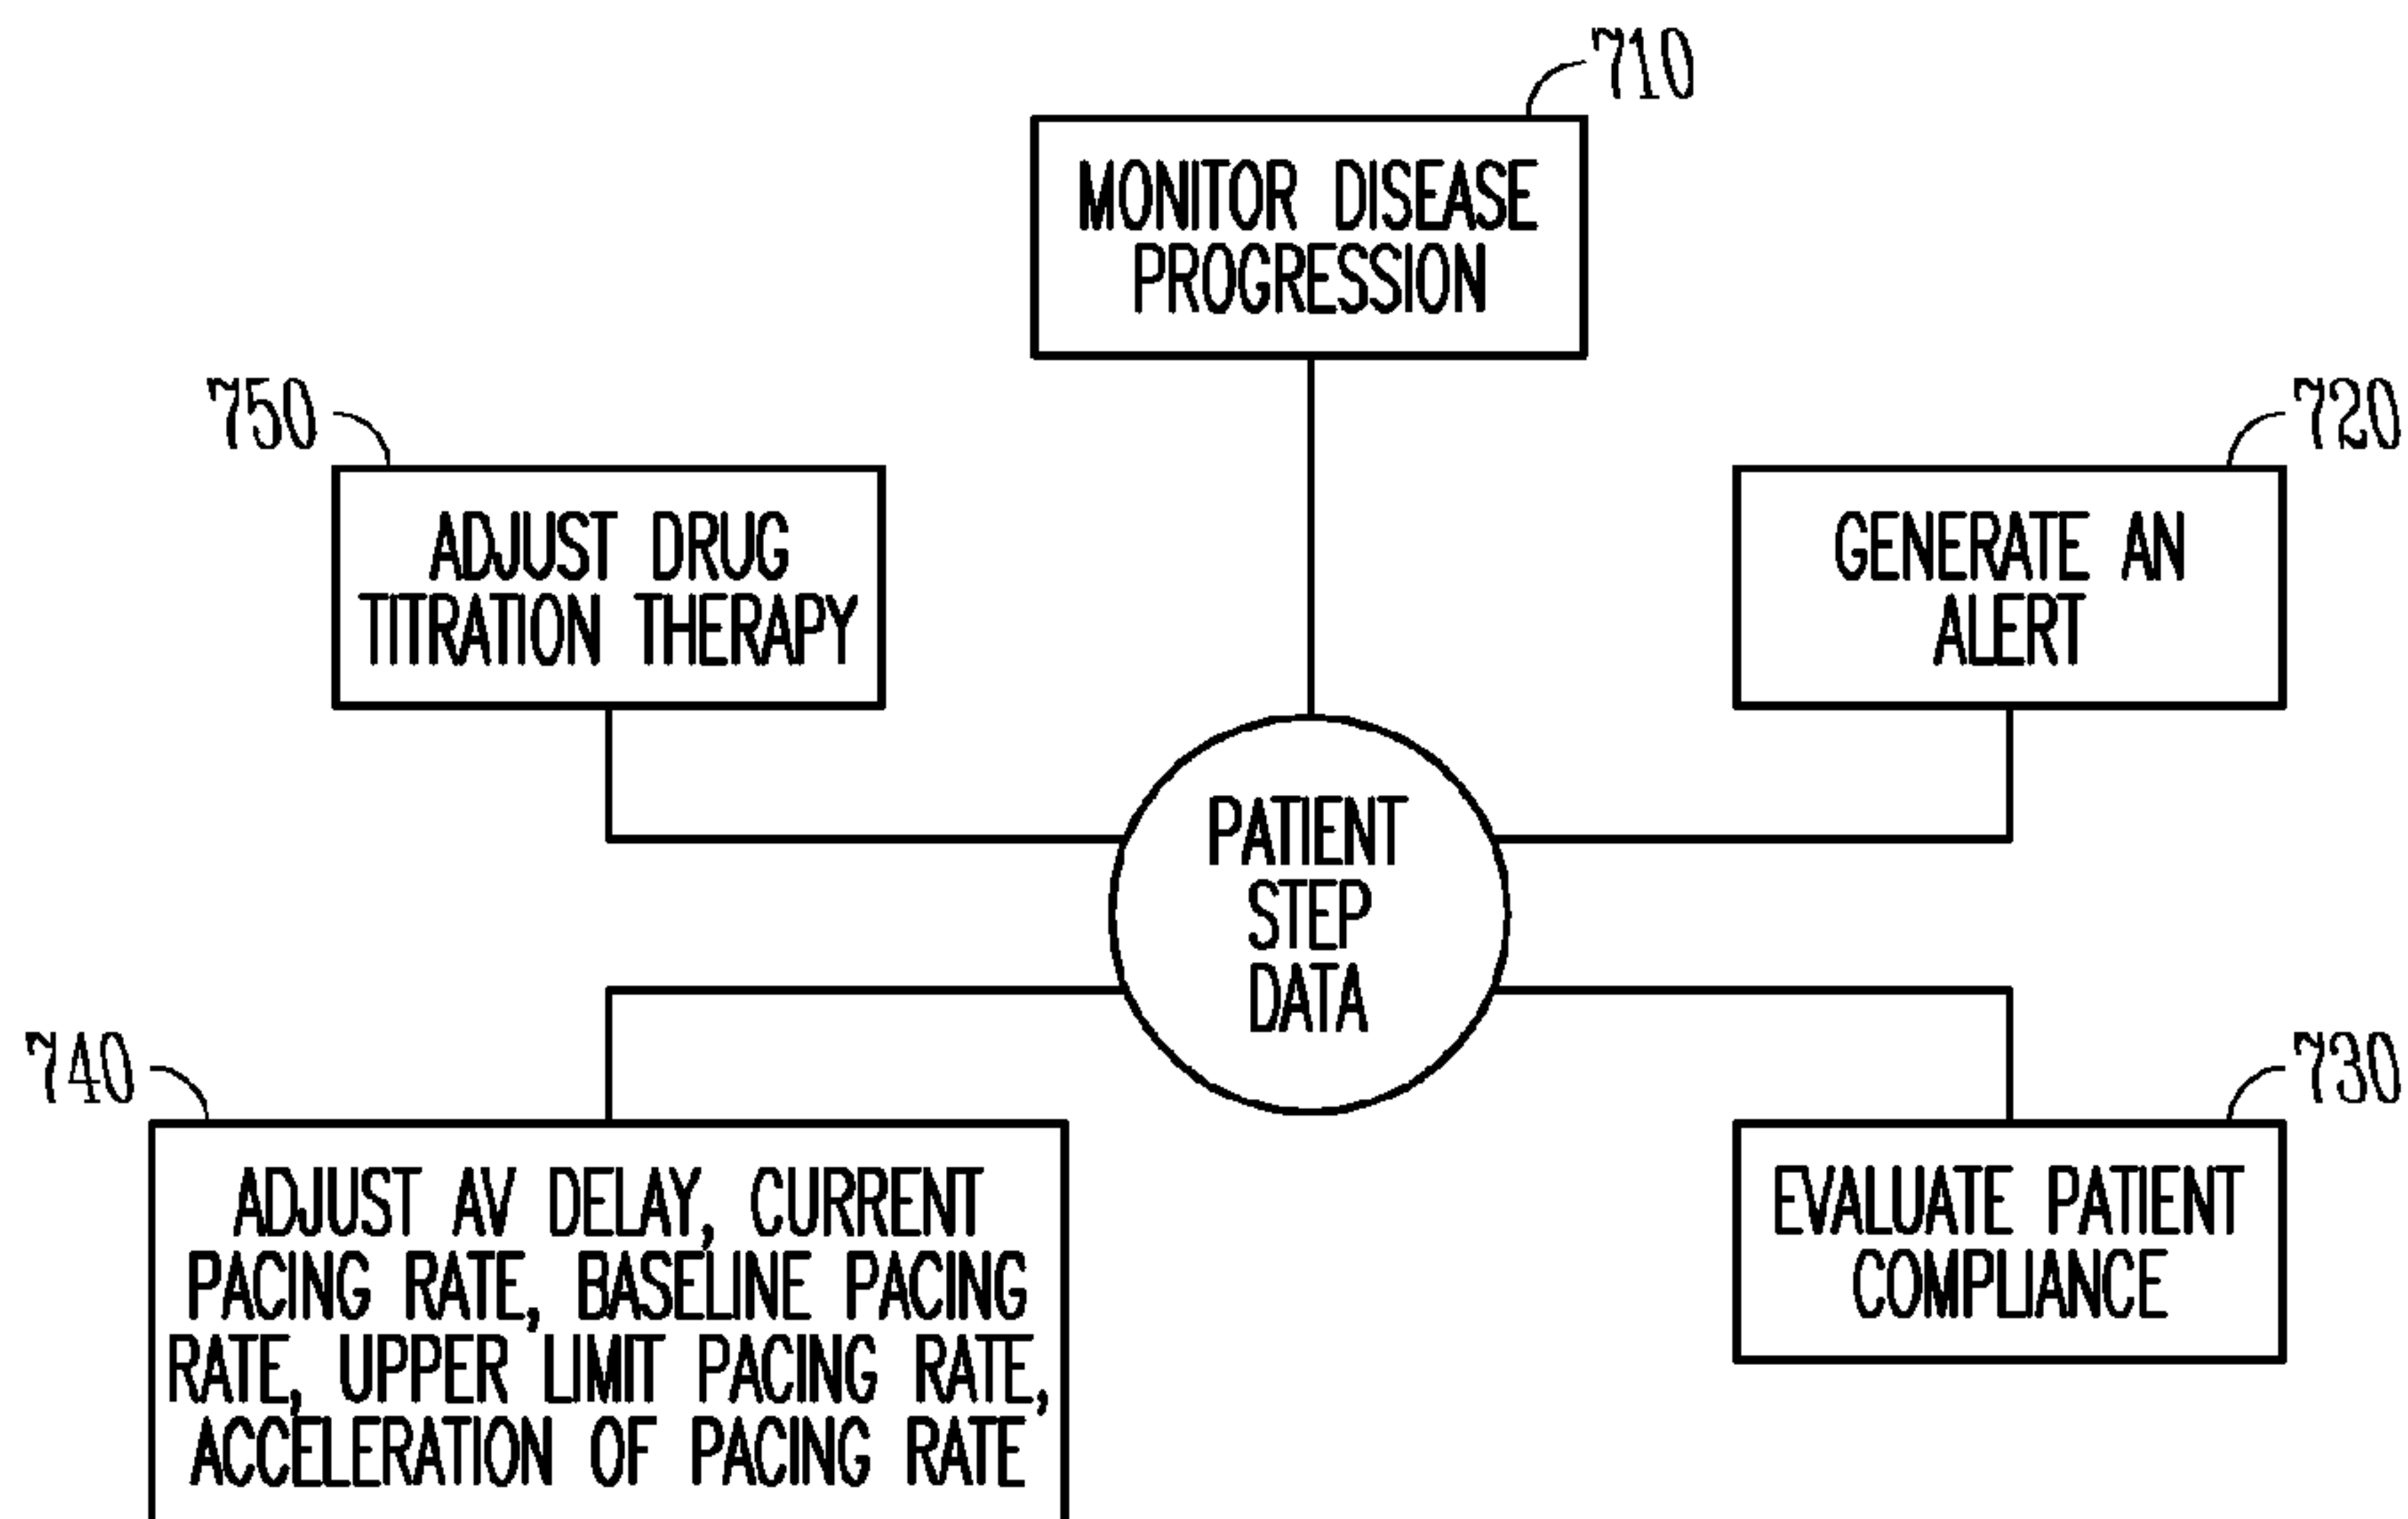 710
MONITOR DISEASE
PROGRESSION
750
ADJUST DRUG
TITRATION THERAPY
720
GENERATE AN
ALERT
PATIENT
STEP
DATA
740
ADJUST AV DELAY, CURRENT
PACING RATE, BASELINE PACING
RATE, UPPER LIMIT PACING RATE,
ACCELERATION OF PACING RATE
730
EVALUATE PATIENT
COMPLIANCE